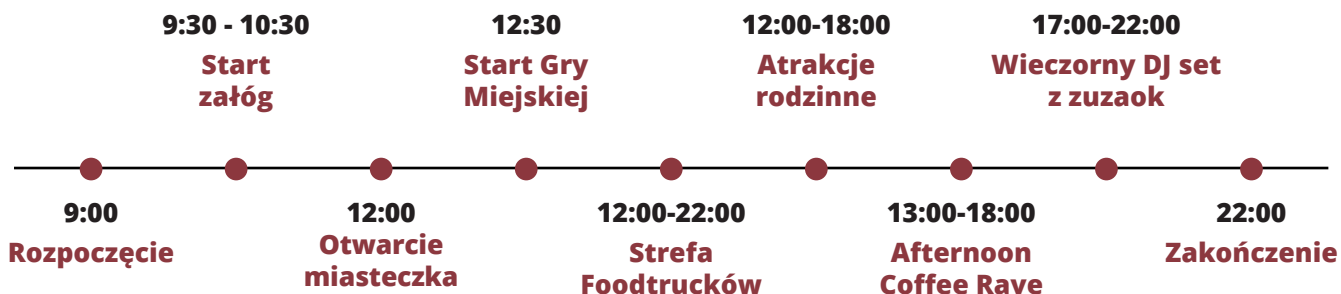 9:30 - 10:30
Start
załóg
12:30
Start Gry
Miejskiej
12:00-18:00
Atrakcje
rodzinne
17:00-22:00
Wieczorny DJ set
z zuzaok
9:00
Rozpoczęcie
12:00
Otwarcie
miasteczka
12:00-22:00
Strefa
Foodtrucków
13:00-18:00
Afternoon
Coffee Rave
22:00
Zakończenie